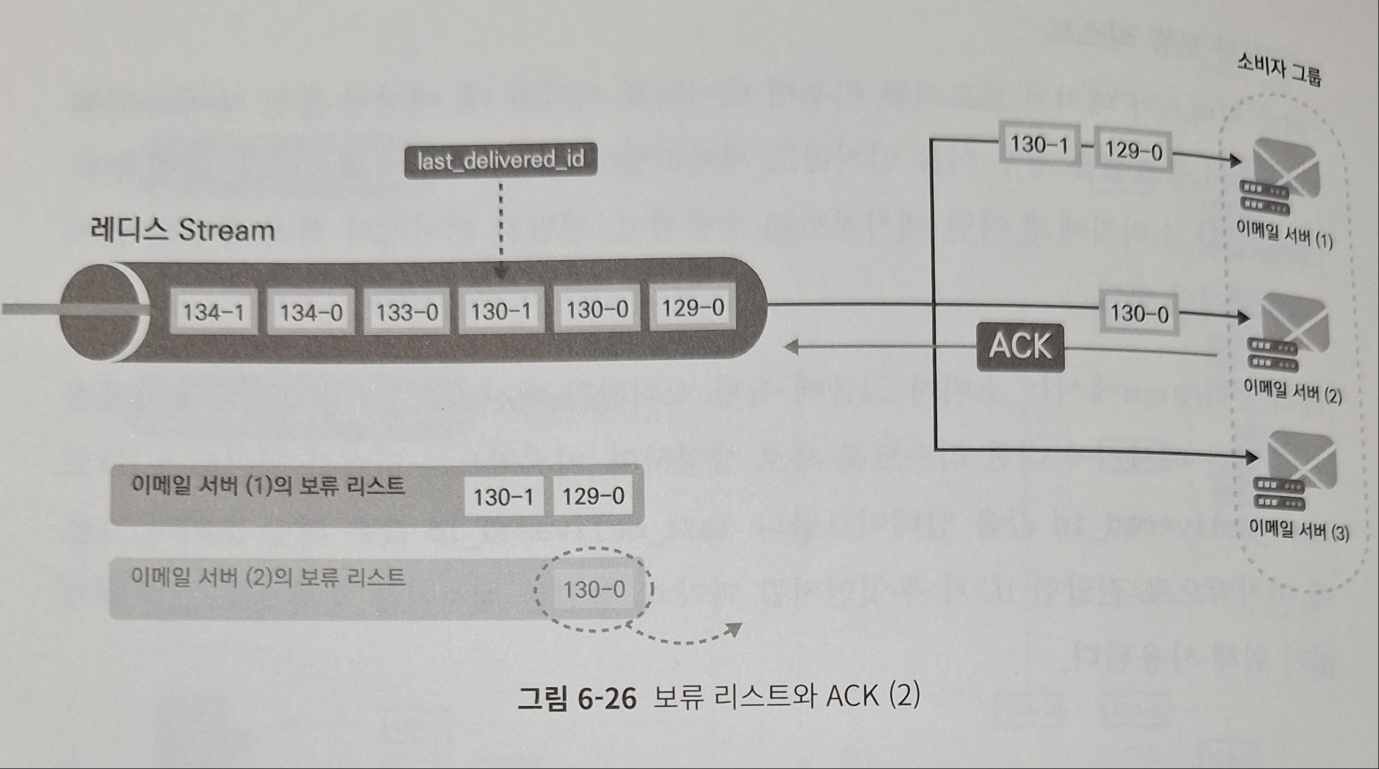 소비자 그룹
130-1 129-0
이메일 서버 (1)
last_delivered_id
레디스 Stream
134-1 134-0 133-0 130-1 130-0 129-0
130-0
ACK
이메일 서버 (2)
이메일 서버 (3)
이메일 서버 (1)의 보류 리스트 130-1 129-0
이메일 서버 (2)의 보류 리스트 130-0
그림 6-26 보류 리스트와 ACK (2)